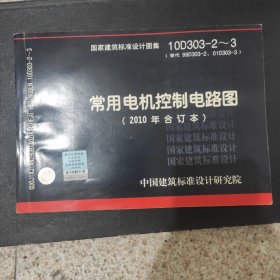 国家建筑标准设计图集 10D303-2～3
(替代 99D303-2、01D303-3)
常用电机控制电路图
(2010 年合订本)
国家建筑标准设计
国家建筑标准设计
国家建筑标准设计
国家建筑标准设计
中国建筑标准设计研究院
10D303-2～3